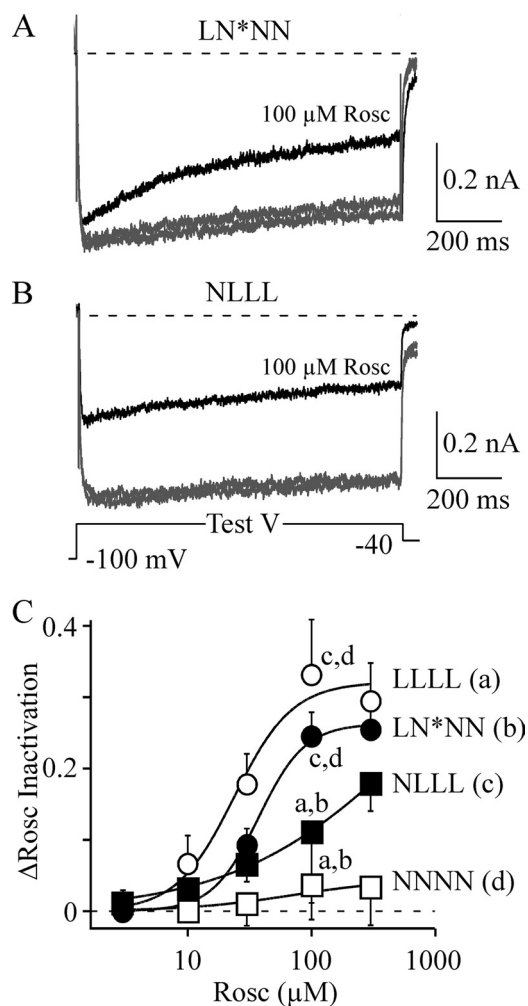 A
LN*NN
100 µM Rosc
0.2 nA
200 ms
B
NLLL
100 µM Rosc
0.2 nA
200 ms
Test V
-100 mV
-40
C
0.4
0.2
0
ΔRosc Inactivation
c,d
c,d
a,b
a,b
LLLL (a)
LN*NN (b)
NLLL (c)
NNNN (d)
10
100
1000
Rosc (µM)